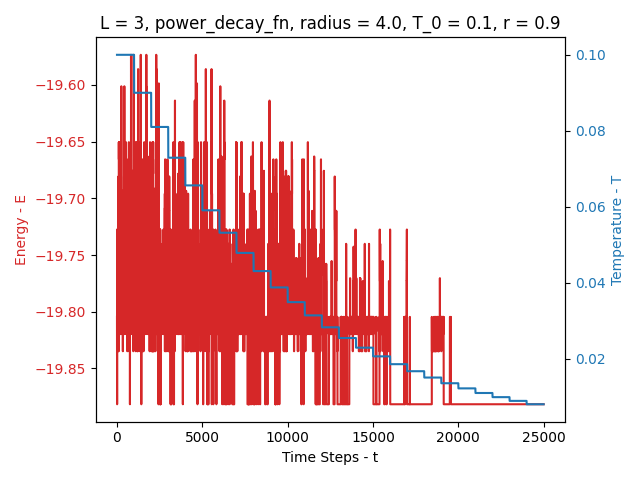 L = 3, power_decay_fn, radius = 4.0, T_0 = 0.1, r = 0.9
Energy - E
−19.60
−19.65
−19.70
−19.75
−19.80
−19.85
0.10
0.08
0.06
0.04
0.02
Temperature - T
0 5000 10000 15000 20000 25000
Time Steps - t